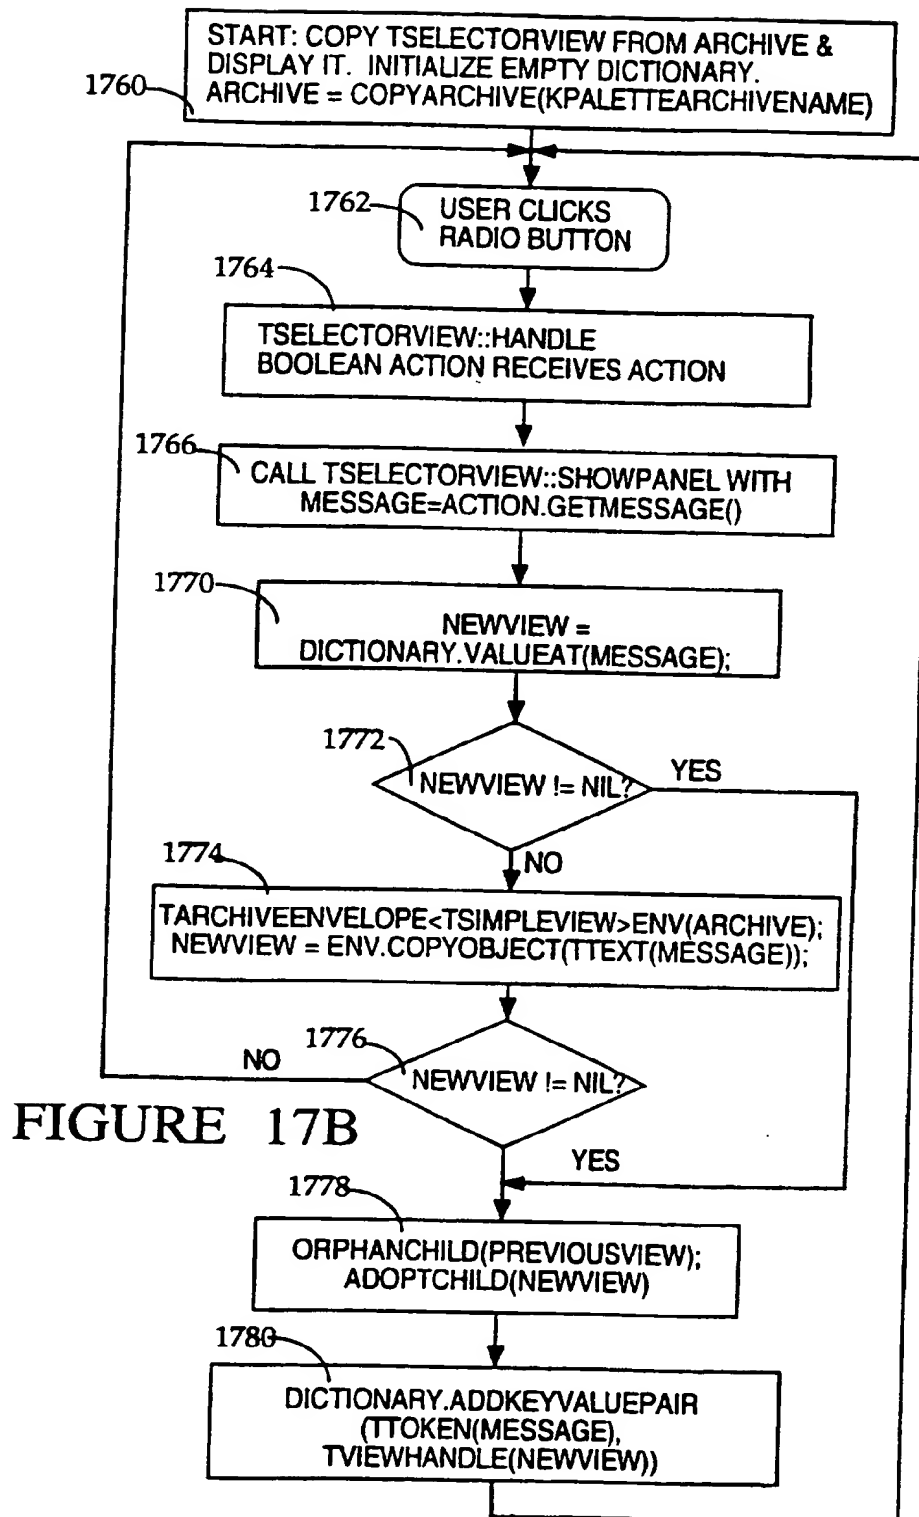 START: COPY TSELECTORVIEW FROM ARCHIVE &
DISPLAY IT. INITIALIZE EMPTY DICTIONARY.
1760
ARCHIVE = COPYARCHIVE(KPALETTEARCHIVENAME)
1762
USER CLICKS
RADIO BUTTON
1764
TSELECTORVIEW::HANDLE
BOOLEAN ACTION RECEIVES ACTION
1766
CALL TSELECTORVIEW::SHOWPANEL WITH
MESSAGE=ACTION.GETMESSAGE()
1770
NEWVIEW =
DICTIONARY.VALUEAT(MESSAGE);
1772
NEWVIEW != NIL?
YES
NO
1774
TARCHIVEENVELOPE<TSIMPLEVIEW>ENV(ARCHIVE);
NEWVIEW = ENV.COPYOBJECT(TTEXT(MESSAGE));
1776
NO
NEWVIEW != NIL?
FIGURE 17B
YES
1778
ORPHANCHILD(PREVIOUSVIEW);
ADOPTCHILD(NEWVIEW)
1780
DICTIONARY.ADDKEYVALUEPAIR
(TTOKEN(MESSAGE),
TVIEWHANDLE(NEWVIEW))